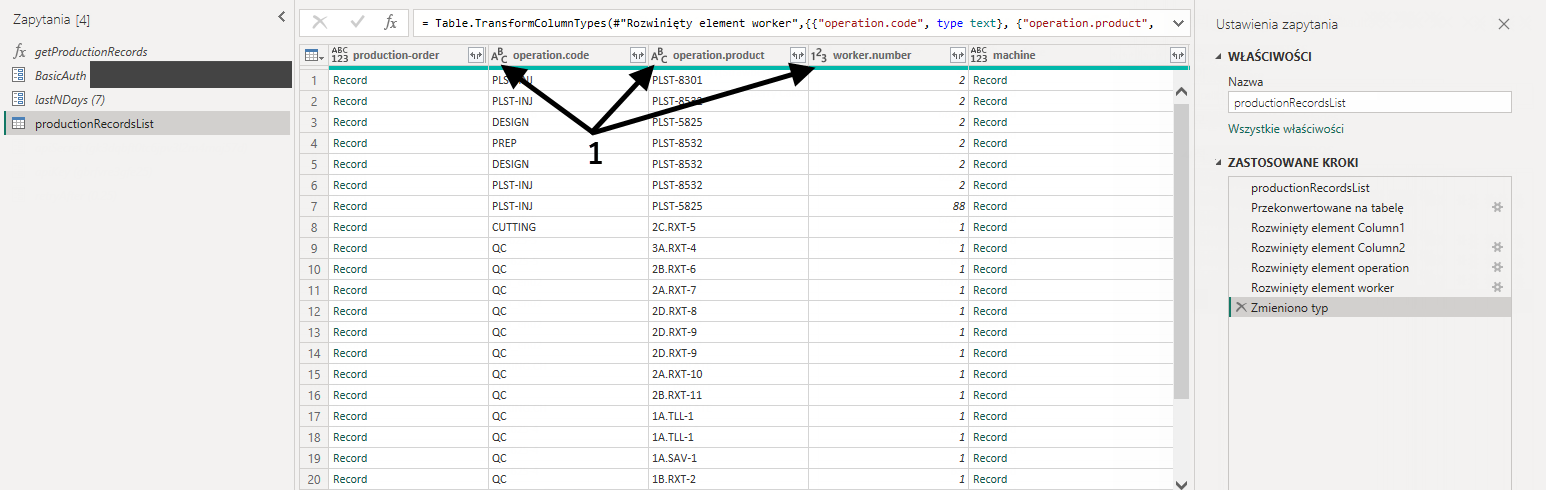 Zapytania [4]
getProductionRecords
BasicAuth
lastNDays (7)
productionRecordsList
fx = Table.TransformColumnTypes(#"Rozwinięty element worker",{{"operation.code", type text}, {"operation.product",
ABC 123 production-order ABC operation.code ABC operation.product 123 worker.number ABC 123 machine
1 Record PLST-8301 2 Record
2 Record PLST-INJ 2 Record
3 Record DESIGN PLST-5825 2 Record
4 Record PREP PLST-8532 2 Record
5 Record DESIGN PLST-8532 2 Record
6 Record PLST-INJ PLST-8532 2 Record
7 Record PLST-INJ PLST-5825 88 Record
8 Record CUTTING 2C.RXT-5 1 Record
9 Record QC 3A.RXT-4 1 Record
10 Record QC 2B.RXT-6 1 Record
11 Record QC 2A.RXT-7 1 Record
12 Record QC 2D.RXT-8 1 Record
13 Record QC 2D.RXT-9 1 Record
14 Record QC 2D.RXT-9 1 Record
15 Record QC 2A.RXT-10 1 Record
16 Record QC 2B.RXT-11 1 Record
17 Record QC 1A.TLL-1 1 Record
18 Record QC 1A.TLL-1 1 Record
19 Record QC 1A.SAV-1 1 Record
20 Record QC 1B.RXT-2 1 Record
1
Ustawienia zapytania
WŁAŚCIWOŚCI
Nazwa
productionRecordsList
Wszystkie właściwości
ZASTOSOWANE KROKI
productionRecordsList
Przekonwertowane na tabelę
Rozwinięty element Column1
Rozwinięty element Column2
Rozwinięty element operation
Rozwinięty element worker
Zmieniono typ